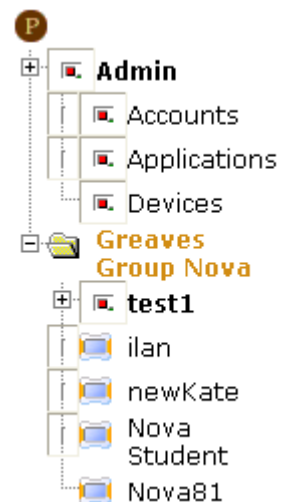 P
Admin
Accounts
Applications
Devices
Greaves
Group Nova
test1
ilan
newKate
Nova
Student
Nova81